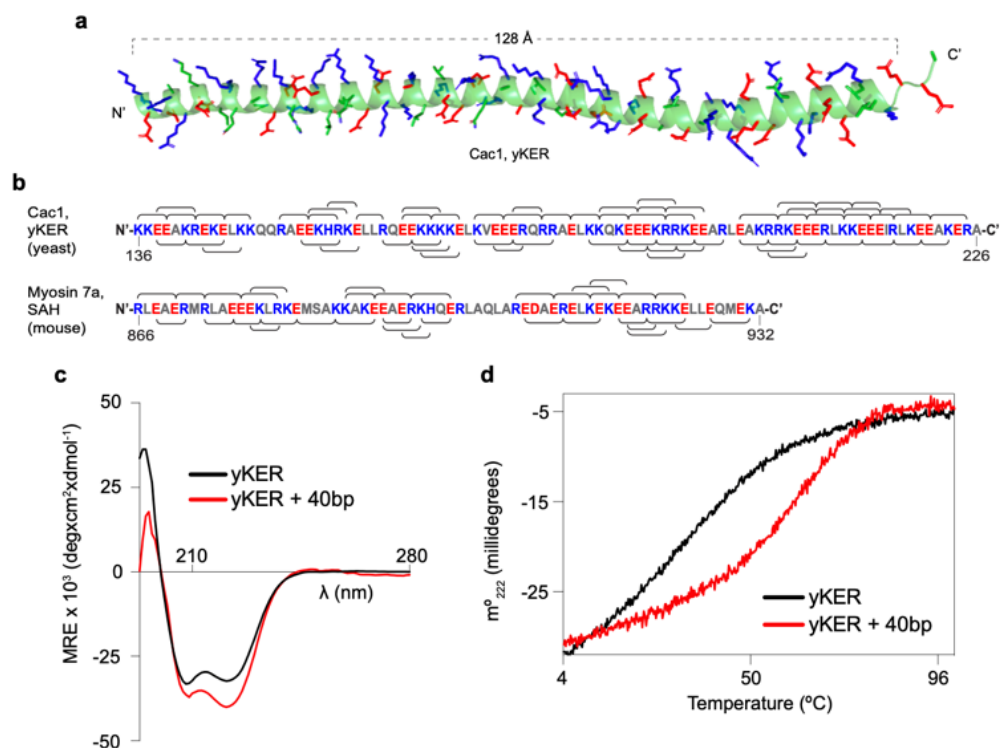 a
128 Å
C'
N'
Cac1, yKER
b
Cac1,
yKER
(yeast)
N'-KKEEAKREKELKKQQRAEEKHRKELLRQEEKKKKELKVEEERQRRAELKKQKEEEKRRKEEARLEAKRRKEEERLKKEEEIRLKEEAKERA-C'
136
226
Myosin 7a,
SAH
(mouse)
N'-RLEAERMRLAEEEKLRKEMSAKKAKEEAERKHQERLAQLAREDAERELKEKEEARRKKELLEQMEKA-C'
866
932
c
MRE x 10³ (degxcm²xdmol⁻¹)
50
25
0
-25
-50
yKER
yKER + 40bp
210
280
λ (nm)
d
mº ₂₂₂ (millidegrees)
-5
-15
-25
yKER
yKER + 40bp
4
50
96
Temperature (ºC)